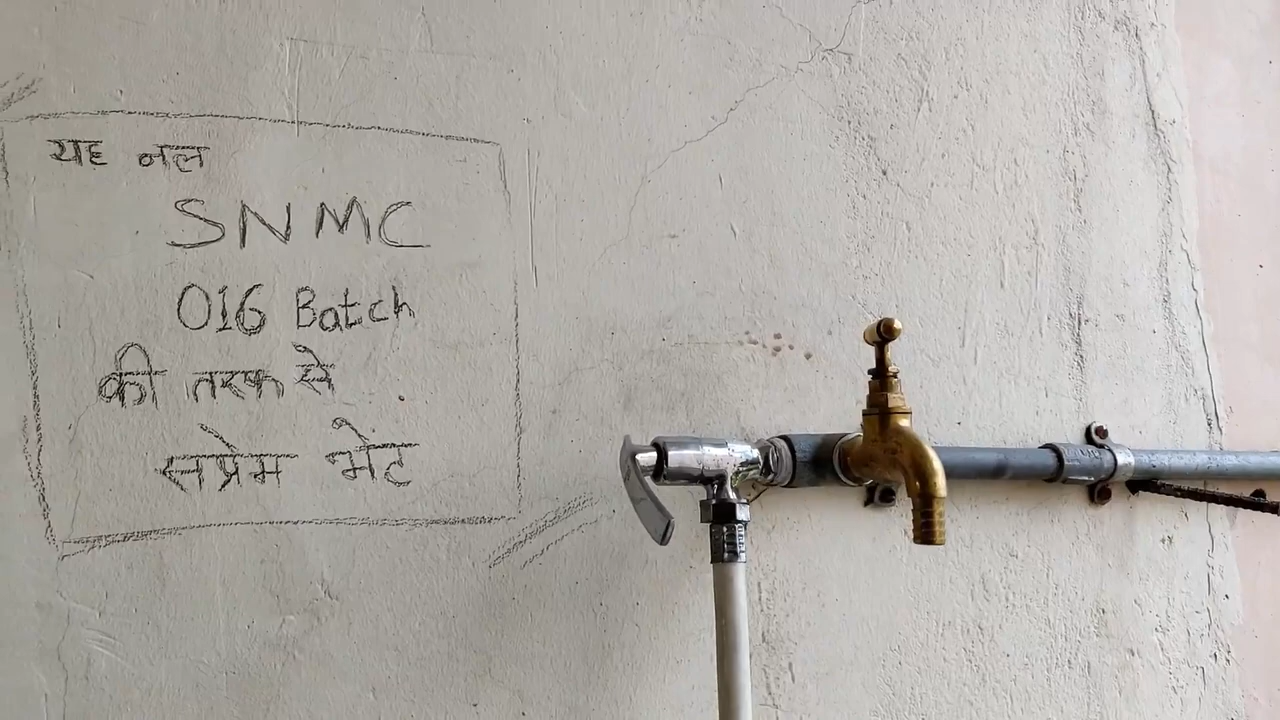 यह नल
SNMC
016 Batch
की तरफ से
सप्रेम भेंट